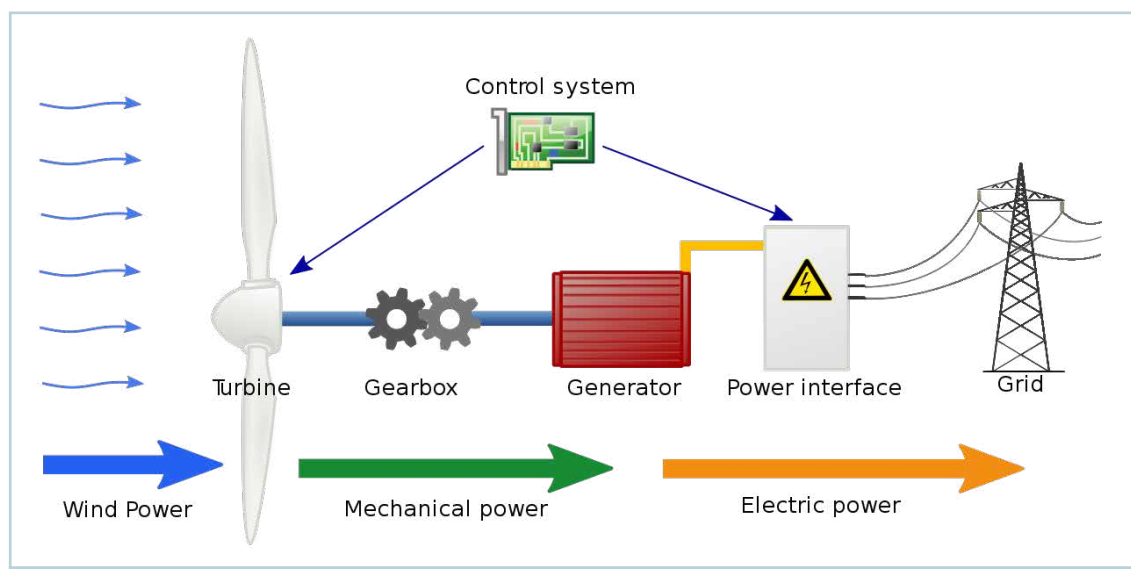 Control system
Turbine
Gearbox
Generator
Power interface
Grid
Wind Power
Mechanical power
Electric power